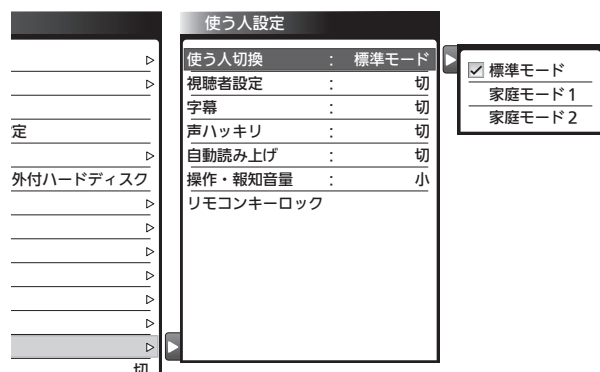 定
外付ハードディスク
切
使う人設定
使う人切換 : 標準モード
視聴者設定 : 切
字幕 : 切
声ハッキリ : 切
自動読み上げ : 切
操作・報知音量 : 小
リモコンキーロック
標準モード
家庭モード1
家庭モード2